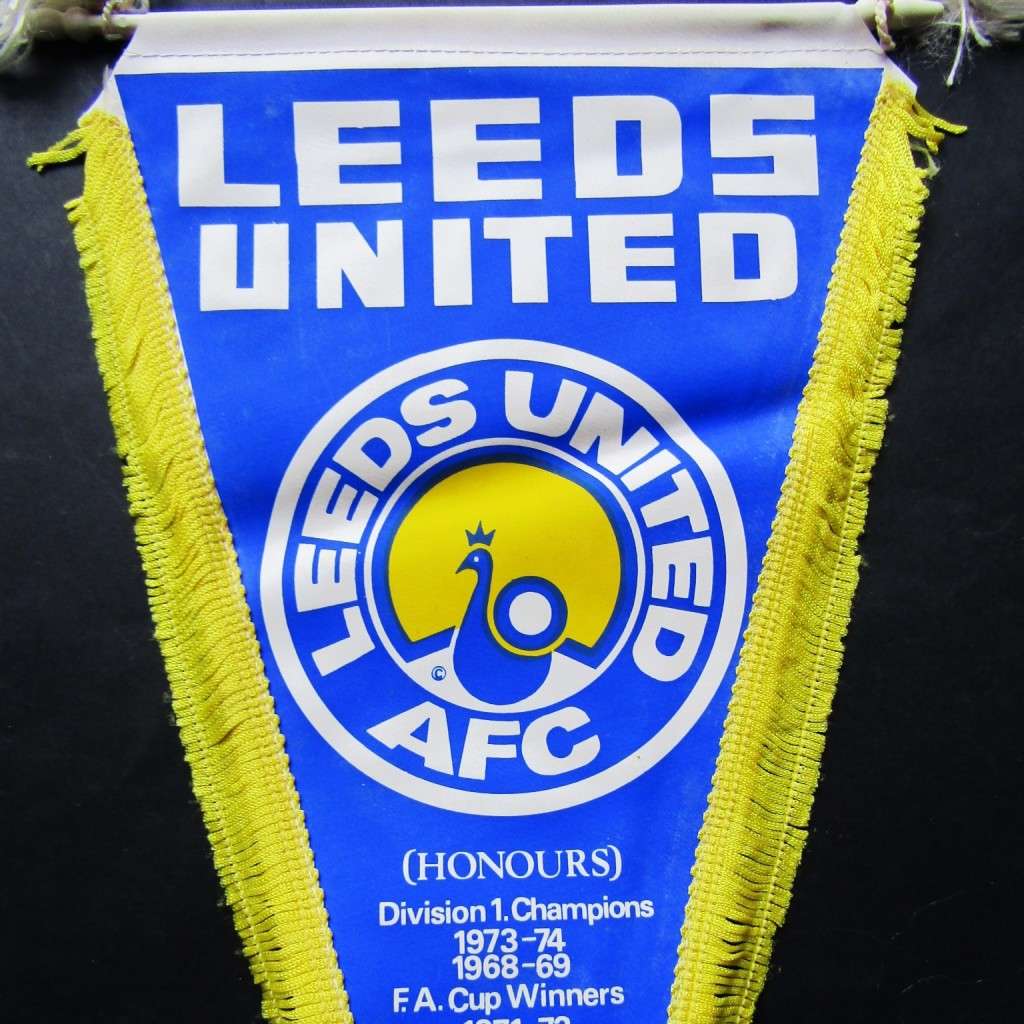 LEEDS
UNITED
LEEDS UNITED
AFC
©
(HONOURS)
Division 1. Champions
1973-74
1968-69
F.A. Cup Winners